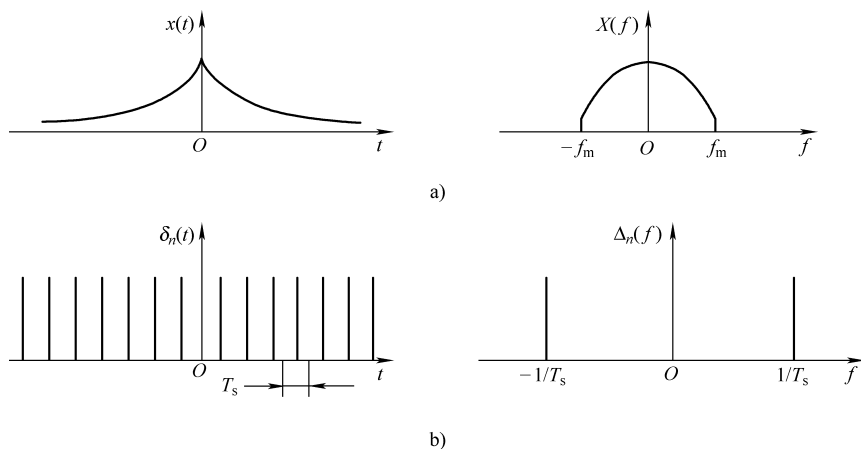 x(t) X(f)
O t −fm O fm f
a)
δn(t) Δn(f)
O t −1/Ts O 1/Ts f
Ts
b)